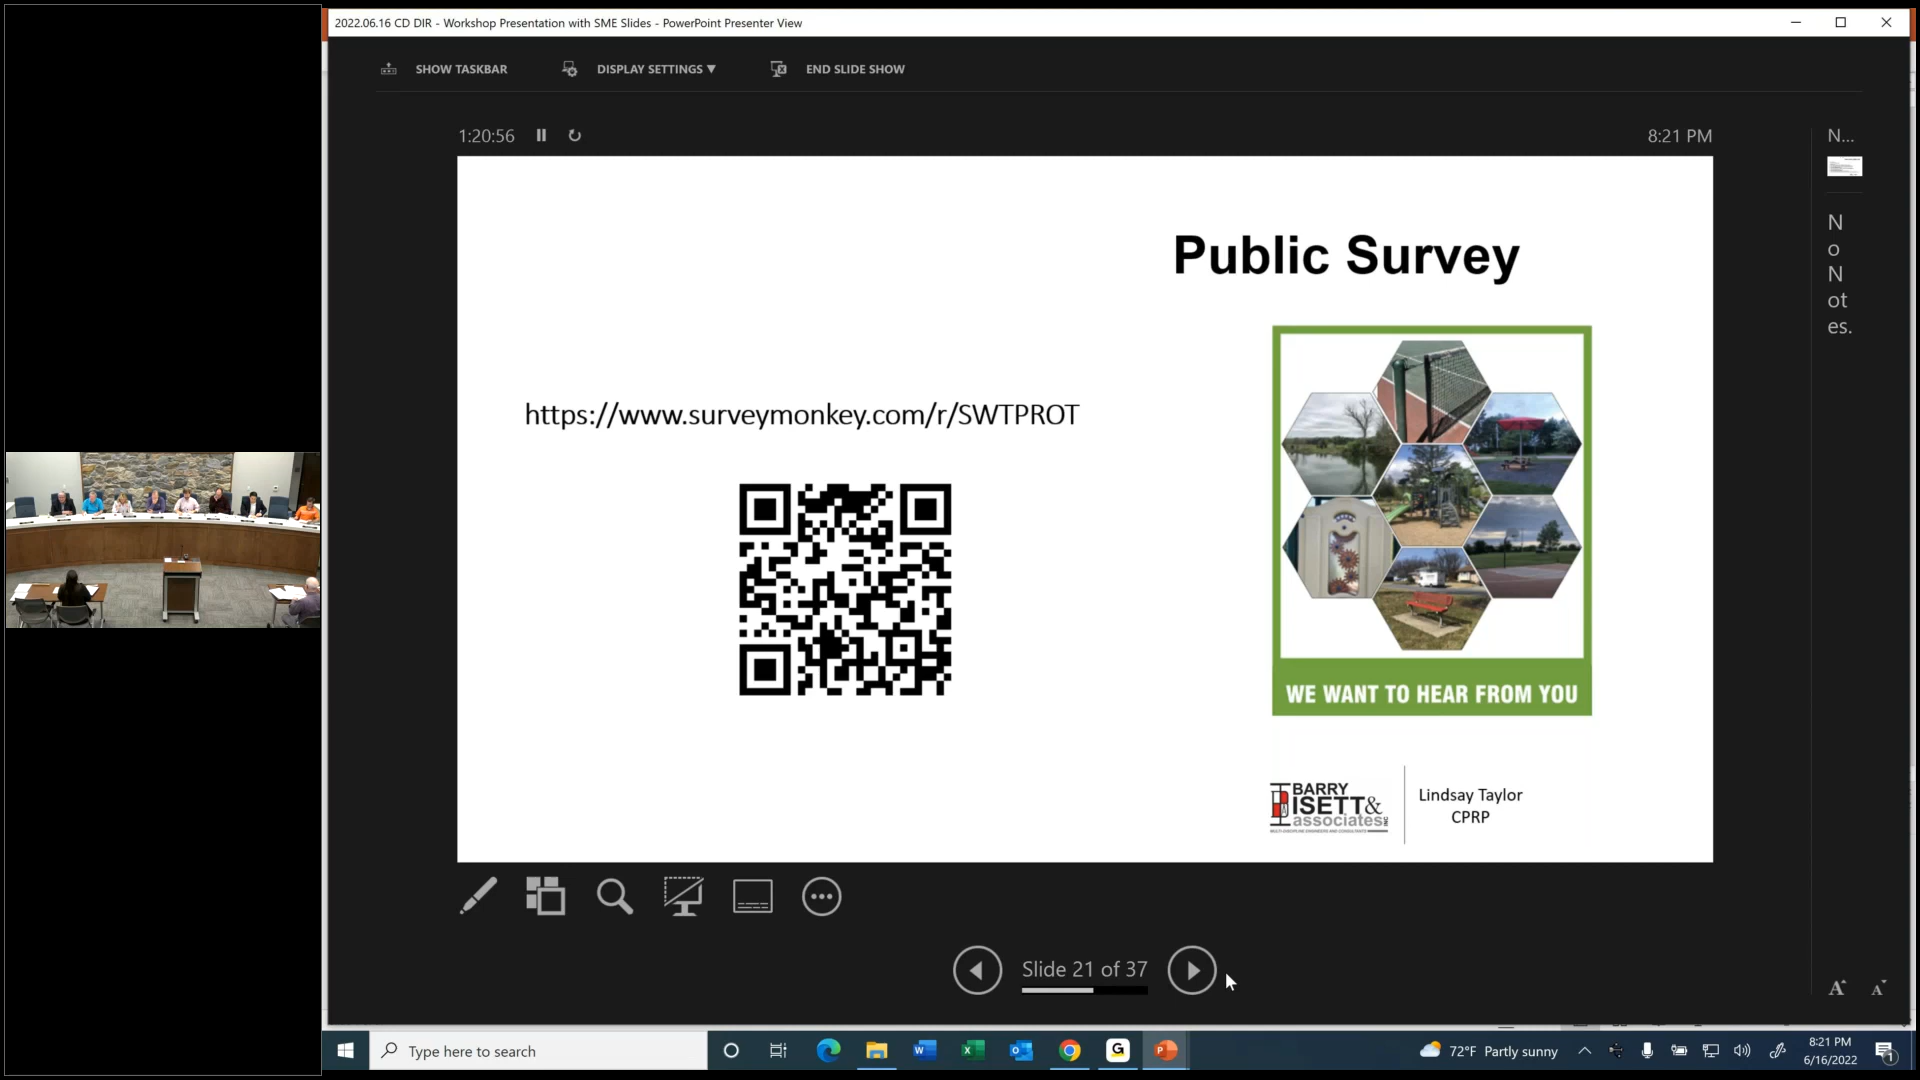 2022.06.16 CD DIR - Workshop Presentation with SME Slides - PowerPoint Presenter View
SHOW TASKBAR
DISPLAY SETTINGS ▼
END SLIDE SHOW
1:20:56
8:21 PM
N...
N
o
N
ot
es.
Public Survey
https://www.surveymonkey.com/r/SWTPROT
WE WANT TO HEAR FROM YOU
BARRY
ISETT&
associates
Lindsay Taylor
CPRP
Slide 21 of 37
A
A
Type here to search
72°F Partly sunny
8:21 PM
6/16/2022
1